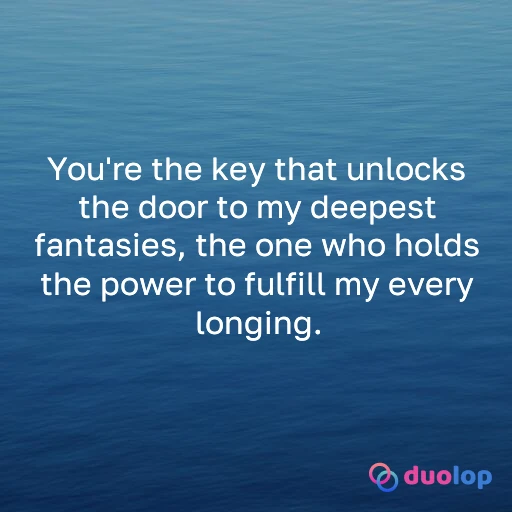 You're the key that unlocks
the door to my deepest
fantasies, the one who holds
the power to fulfill my every
longing.
duolop